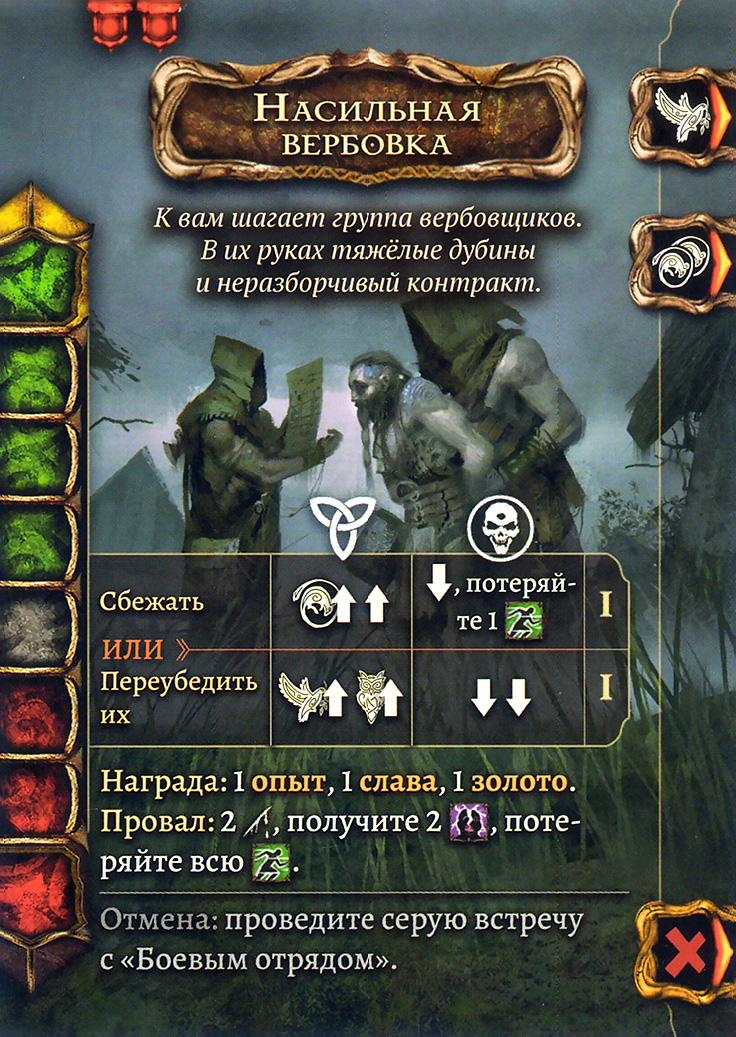 Насильная
вербовка
К вам шагает группа вербовщиков.
В их руках тяжёлые дубины
и неразборчивый контракт.
Сбежать
, потеряй-
те 1
I
ИЛИ
Переубедить
их
I
Награда: 1 опыт, 1 слава, 1 золото.
Провал: 2 , получите 2 , поте-
ряйте всю .
Отмена: проведите серую встречу
с «Боевым отрядом».